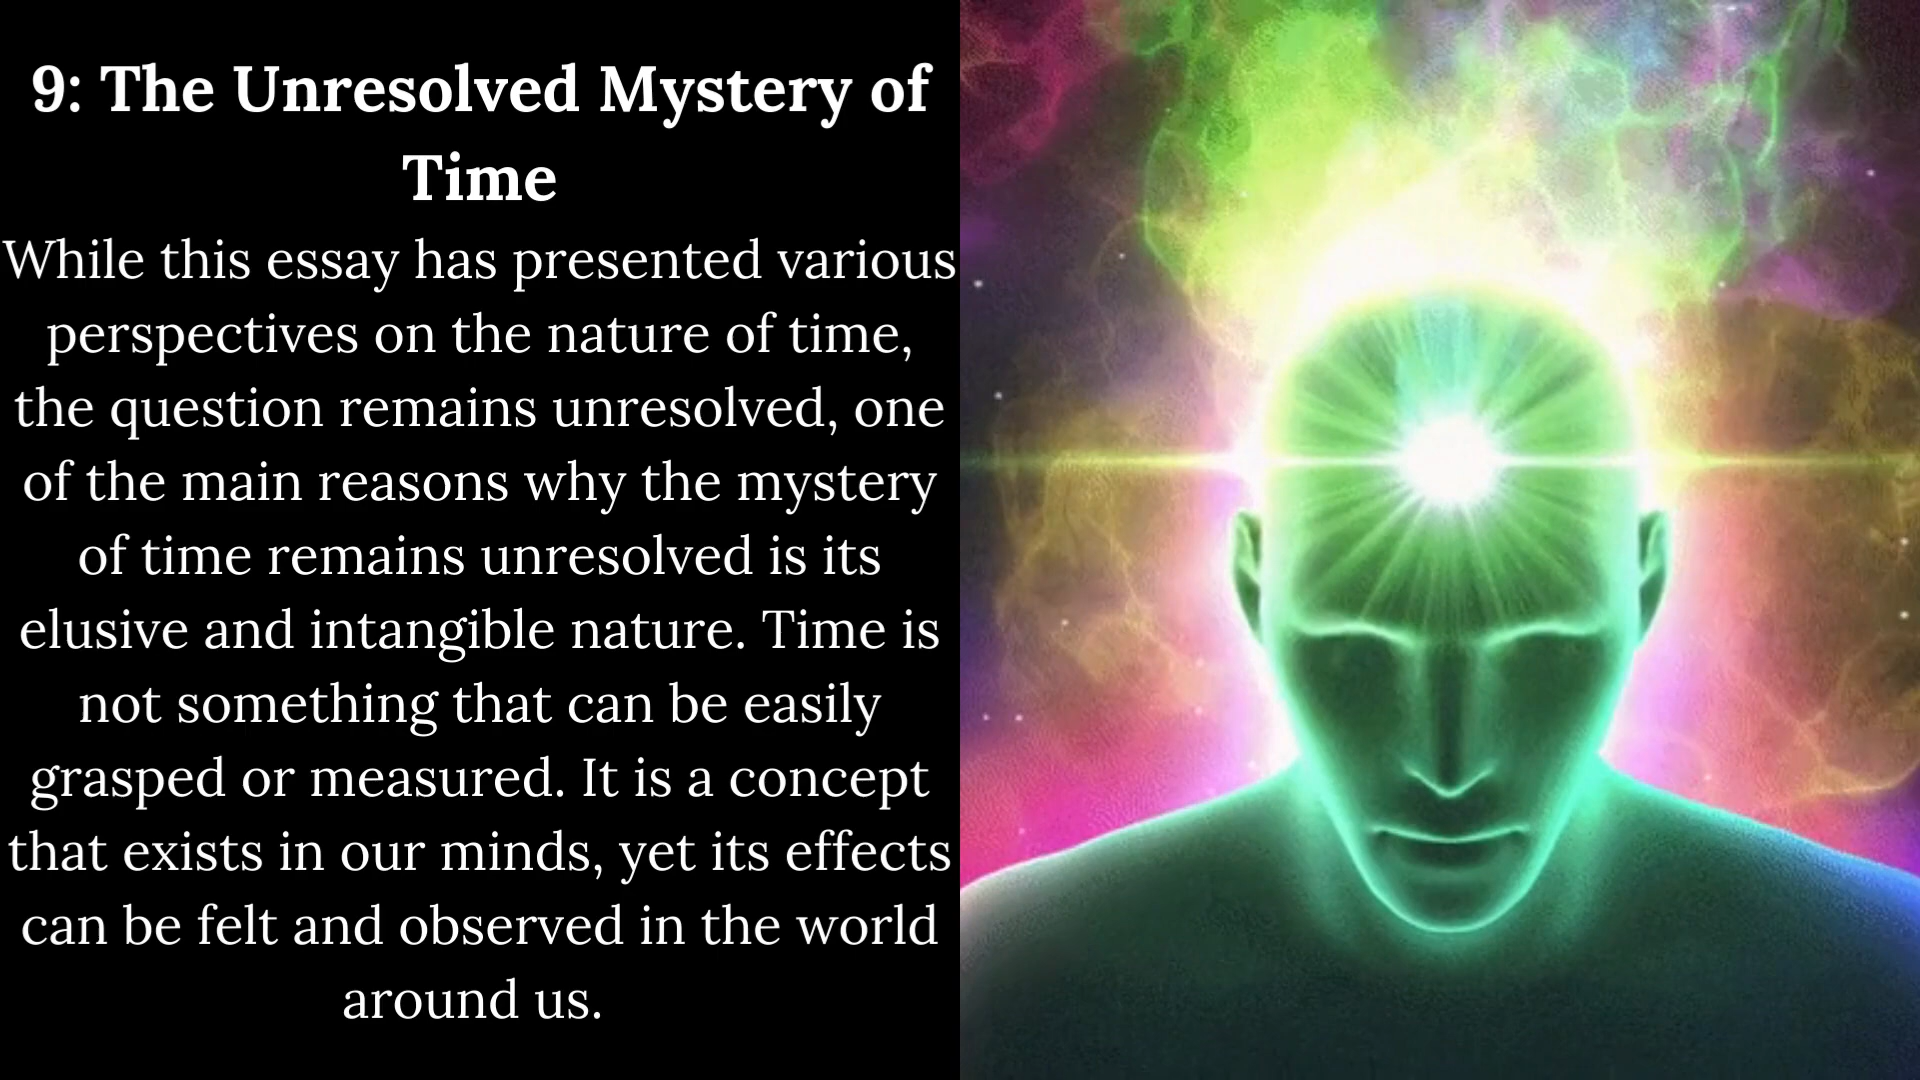 9: The Unresolved Mystery of
Time
While this essay has presented various
perspectives on the nature of time,
the question remains unresolved, one
of the main reasons why the mystery
of time remains unresolved is its
elusive and intangible nature. Time is
not something that can be easily
grasped or measured. It is a concept
that exists in our minds, yet its effects
can be felt and observed in the world
around us.